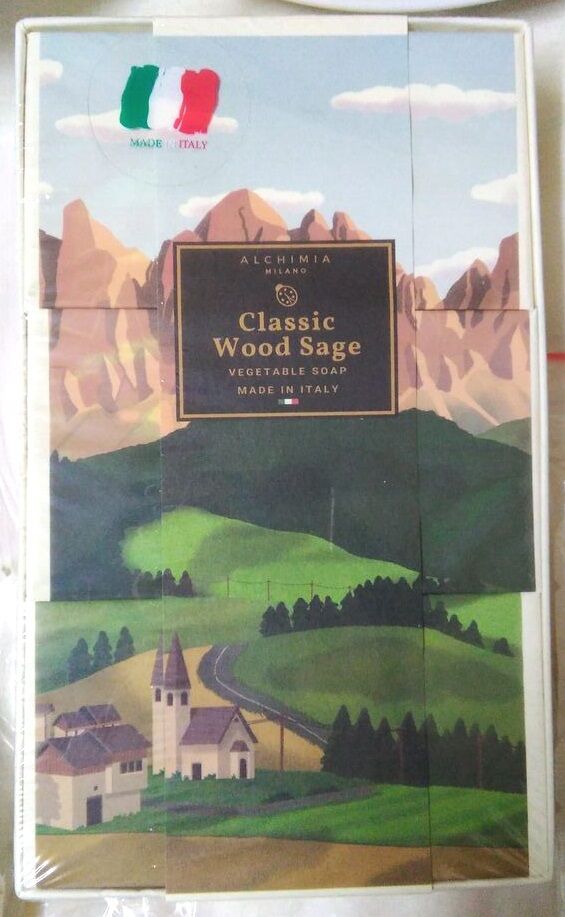 MADE IN ITALY
ALCHIMIA
MILANO
Classic
Wood Sage
VEGETABLE SOAP
MADE IN ITALY